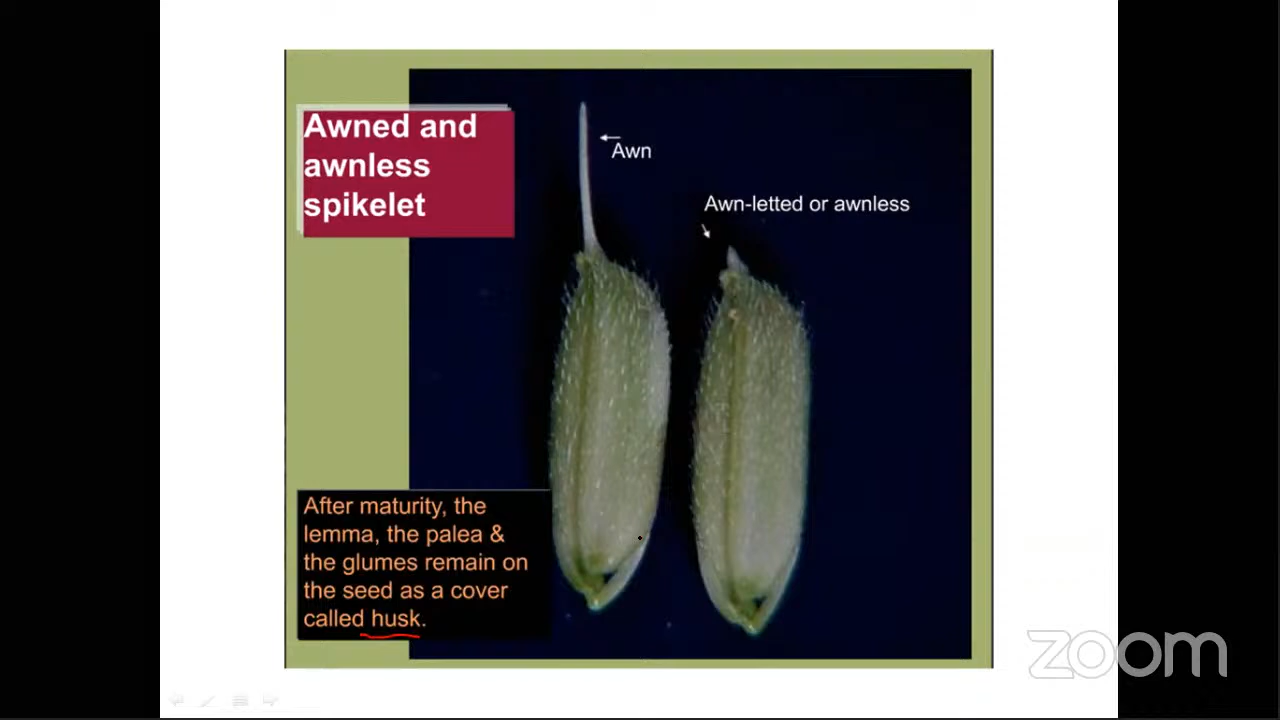 Awned and
awnless
spikelet
Awn
Awn-letted or awnless
After maturity, the
lemma, the palea &
the glumes remain on
the seed as a cover
called husk.
zoom